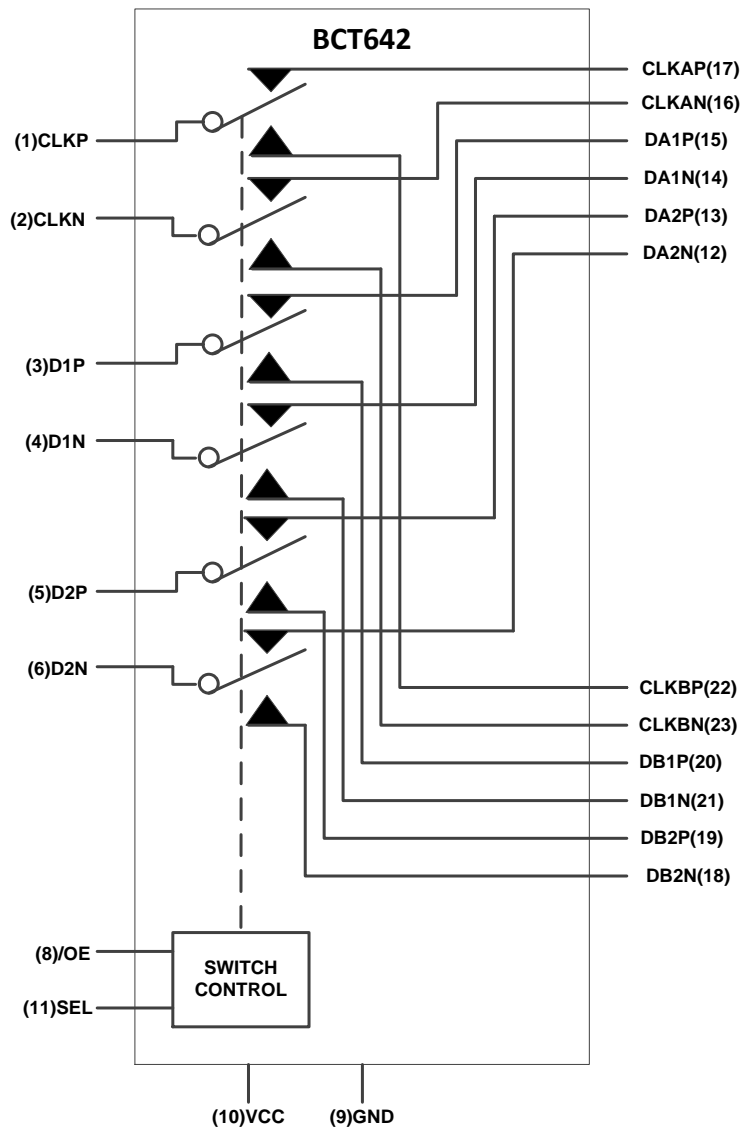 BCT642
CLKAP(17)
CLKAN(16)
(1)CLKP
DA1P(15)
DA1N(14)
(2)CLKN
DA2P(13)
DA2N(12)
(3)D1P
(4)D1N
(5)D2P
(6)D2N
CLKBP(22)
CLKBN(23)
DB1P(20)
DB1N(21)
DB2P(19)
DB2N(18)
(8)/OE
SWITCH
CONTROL
(11)SEL
(10)VCC
(9)GND